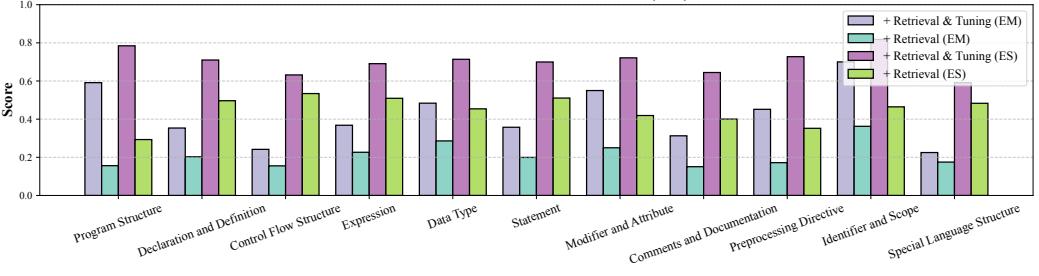 1.0
0.8
0.6
0.4
0.2
0.0
Score
+ Retrieval & Tuning (EM)
+ Retrieval (EM)
+ Retrieval & Tuning (ES)
+ Retrieval (ES)
Program Structure
Declaration and Definition
Control Flow Structure
Expression
Data Type
Statement
Modifier and Attribute
Comments and Documentation
Preprocessing Directive
Identifier and Scope
Special Language Structure